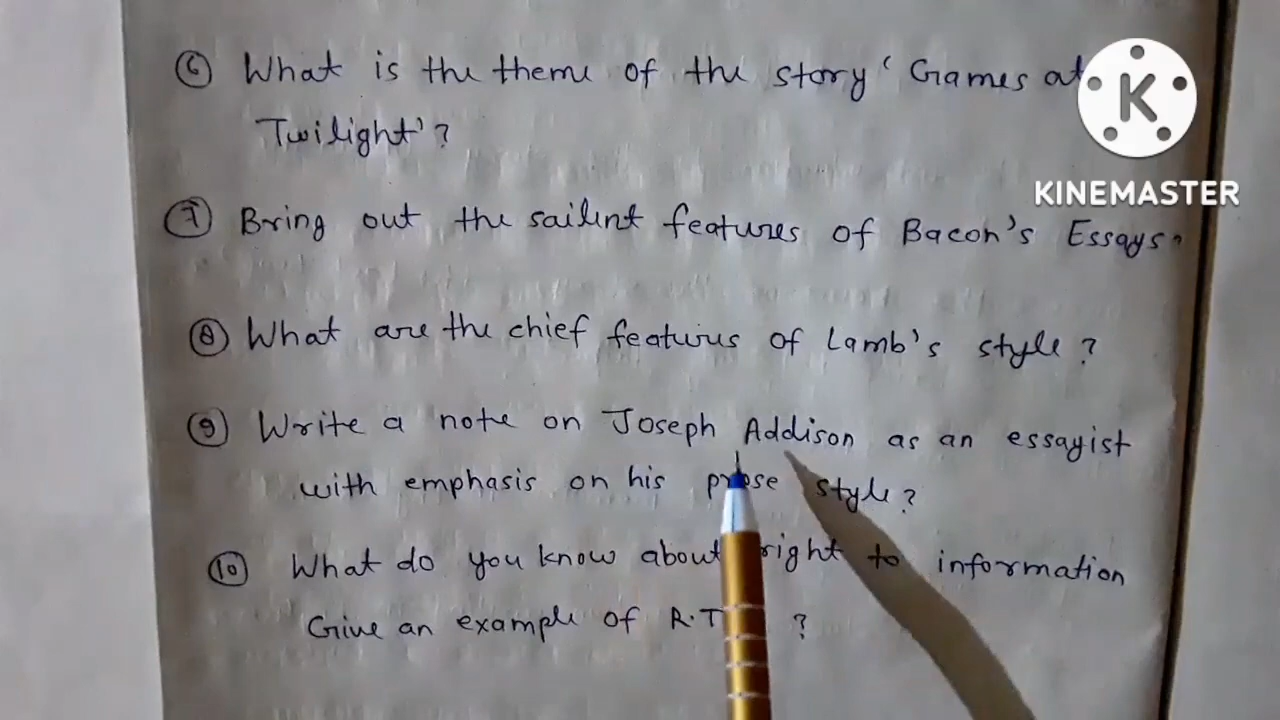 ⑥ What is the theme of the story ‘Games at
Twilight’?
⑦ Bring out the sailent features of Bacon's Essays.
⑧ What are the chief features of Lamb's style?
⑨ Write a note on Joseph Addison as an essayist
with emphasis on his prose style?
⑩ What do you know about right to information
Give an example of R.T ?
K
KINEMASTER